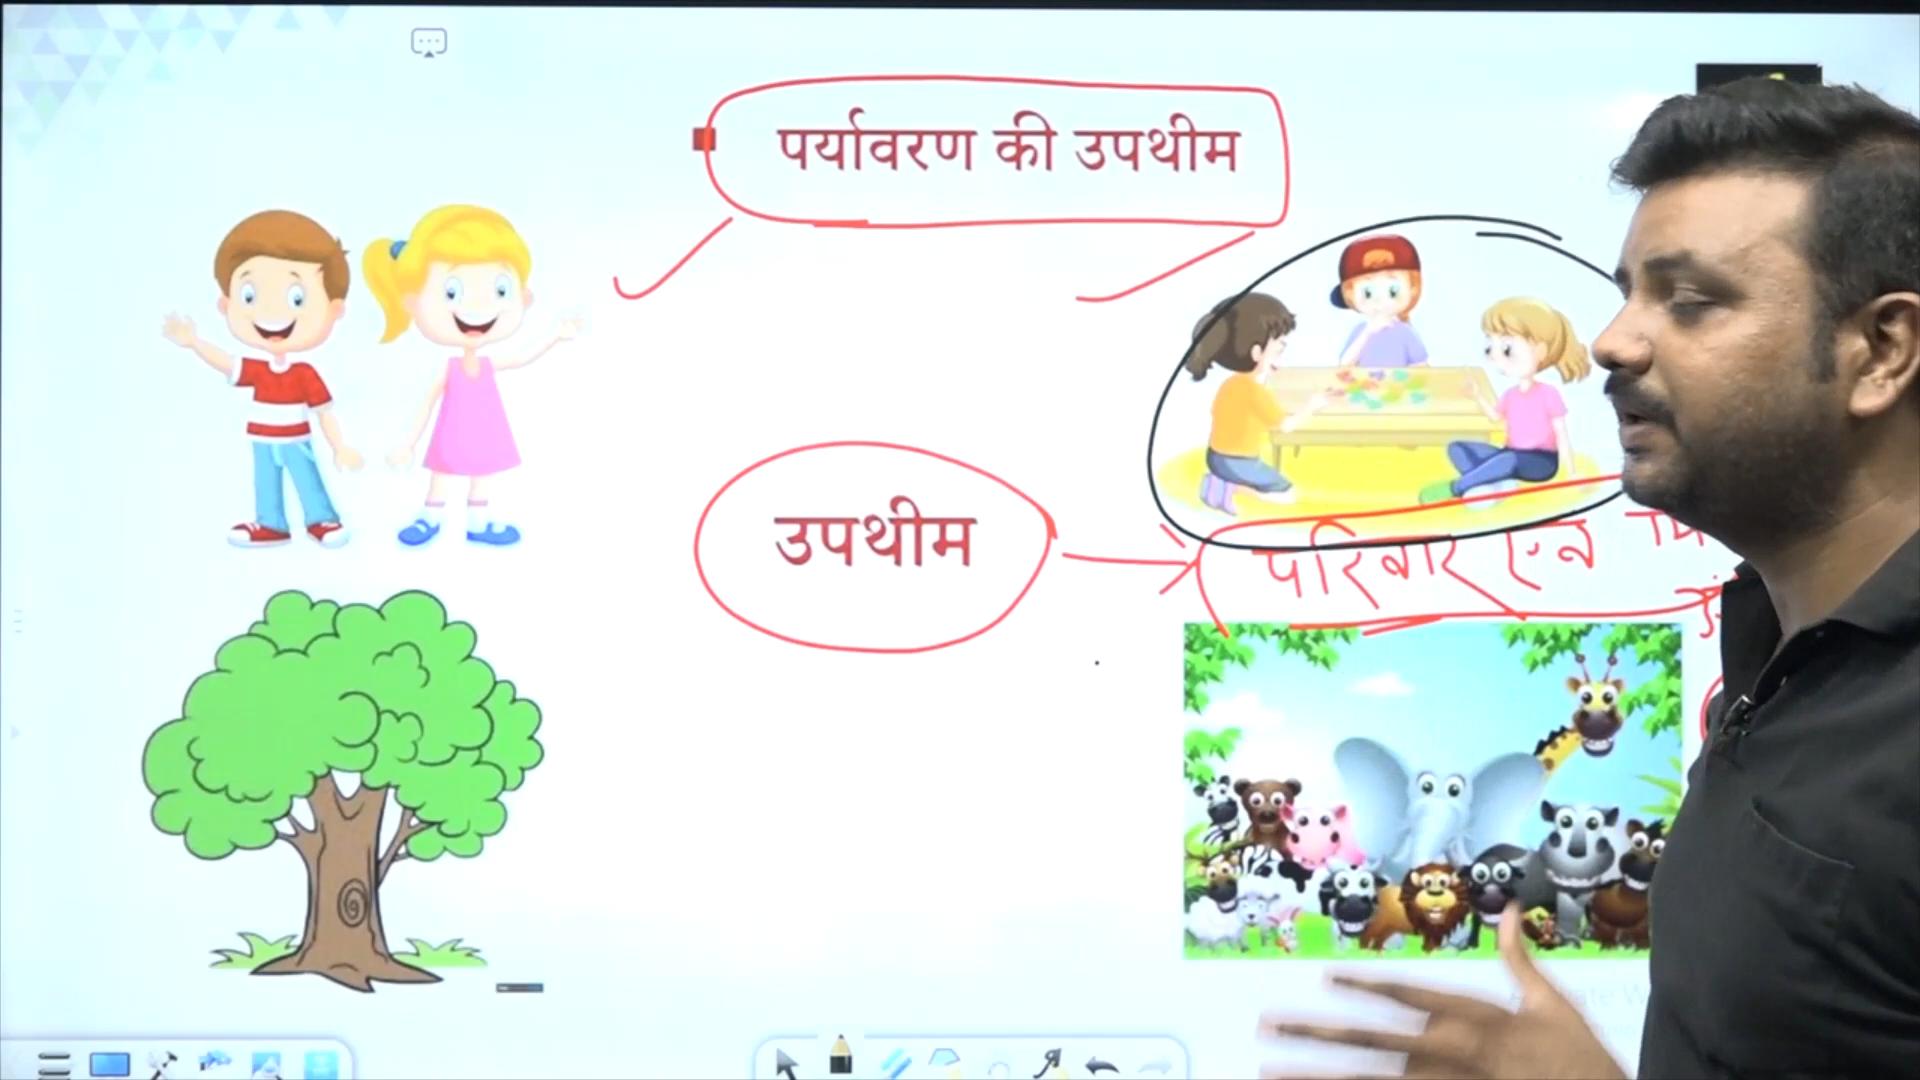 पर्यावरण की उपथीम
उपथीम
परिवार एवं